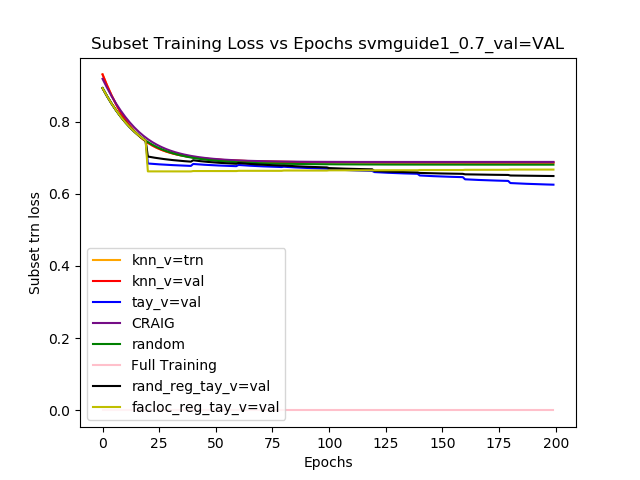 Subset Training Loss vs Epochs svmguide1_0.7_val=VAL
Subset trn loss
0.8
0.6
0.4
0.2
0.0
knn_v=trn
knn_v=val
tay_v=val
CRAIG
random
Full Training
rand_reg_tay_v=val
facloc_reg_tay_v=val
0 25 50 75 100 125 150 175 200
Epochs